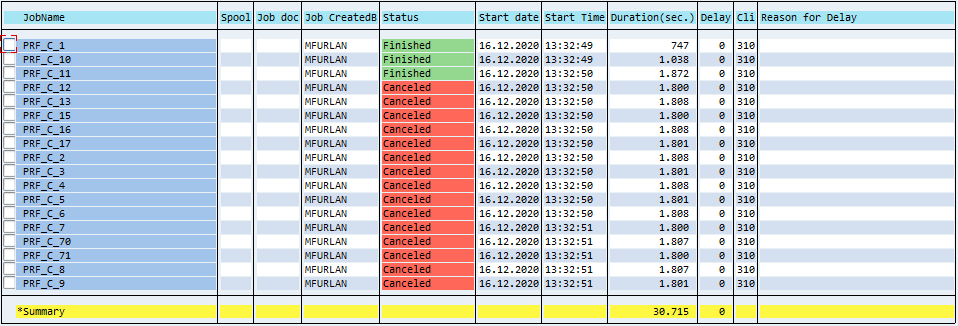 JobName Spool Job doc Job CreatedB Status Start date Start Time Duration(sec.) Delay Cli Reason for Delay
PRF_C_1 MFURLAN Finished 16.12.2020 13:32:49 747 0 310
PRF_C_10 MFURLAN Finished 16.12.2020 13:32:49 1.038 0 310
PRF_C_11 MFURLAN Finished 16.12.2020 13:32:50 1.872 0 310
PRF_C_12 MFURLAN Canceled 16.12.2020 13:32:50 1.800 0 310
PRF_C_13 MFURLAN Canceled 16.12.2020 13:32:50 1.808 0 310
PRF_C_15 MFURLAN Canceled 16.12.2020 13:32:50 1.800 0 310
PRF_C_16 MFURLAN Canceled 16.12.2020 13:32:50 1.808 0 310
PRF_C_17 MFURLAN Canceled 16.12.2020 13:32:50 1.801 0 310
PRF_C_2 MFURLAN Canceled 16.12.2020 13:32:50 1.808 0 310
PRF_C_3 MFURLAN Canceled 16.12.2020 13:32:50 1.801 0 310
PRF_C_4 MFURLAN Canceled 16.12.2020 13:32:50 1.808 0 310
PRF_C_5 MFURLAN Canceled 16.12.2020 13:32:50 1.801 0 310
PRF_C_6 MFURLAN Canceled 16.12.2020 13:32:50 1.808 0 310
PRF_C_7 MFURLAN Canceled 16.12.2020 13:32:51 1.800 0 310
PRF_C_70 MFURLAN Canceled 16.12.2020 13:32:51 1.807 0 310
PRF_C_71 MFURLAN Canceled 16.12.2020 13:32:51 1.800 0 310
PRF_C_8 MFURLAN Canceled 16.12.2020 13:32:51 1.807 0 310
PRF_C_9 MFURLAN Canceled 16.12.2020 13:32:51 1.801 0 310
*Summary 30.715 0